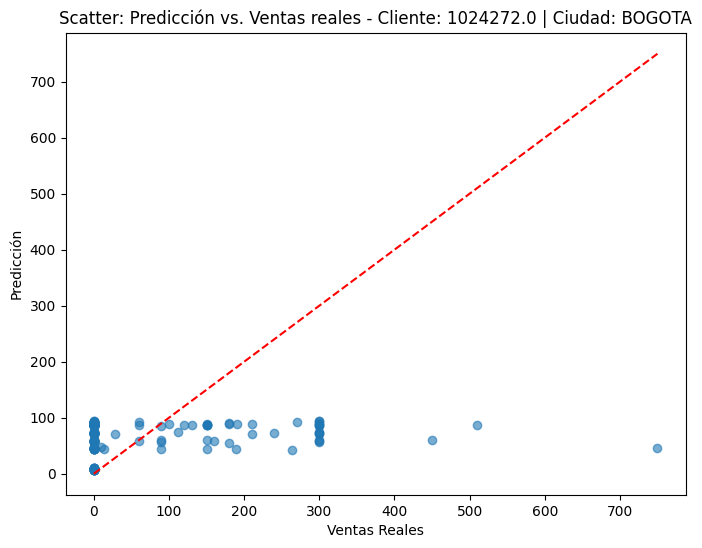 Scatter: Predicción vs. Ventas reales - Cliente: 1024272.0 | Ciudad: BOGOTA
700
600
500
400
300
200
100
0
Predicción
0 100 200 300 400 500 600 700
Ventas Reales